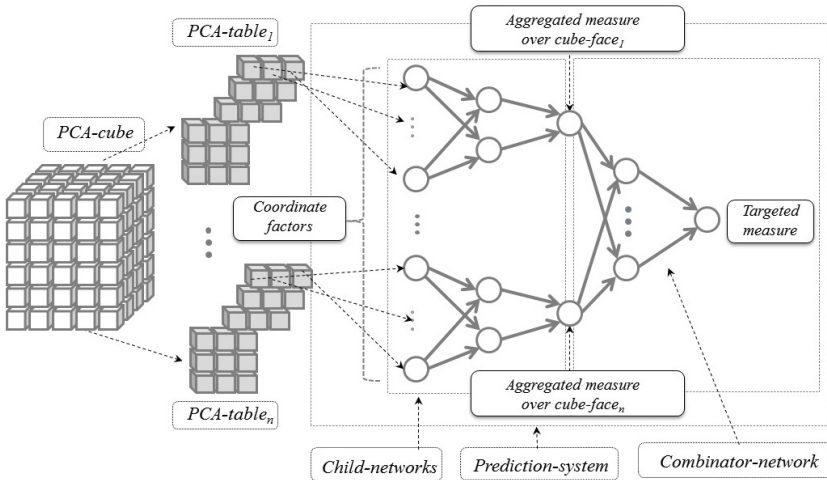 PCA-table1
Aggregated measure
over cube-face1
PCA-cube
Coordinate
factors
Targeted
measure
Aggregated measure
over cube-facen
PCA-tablen
Child-networks
Prediction-system
Combinator-network